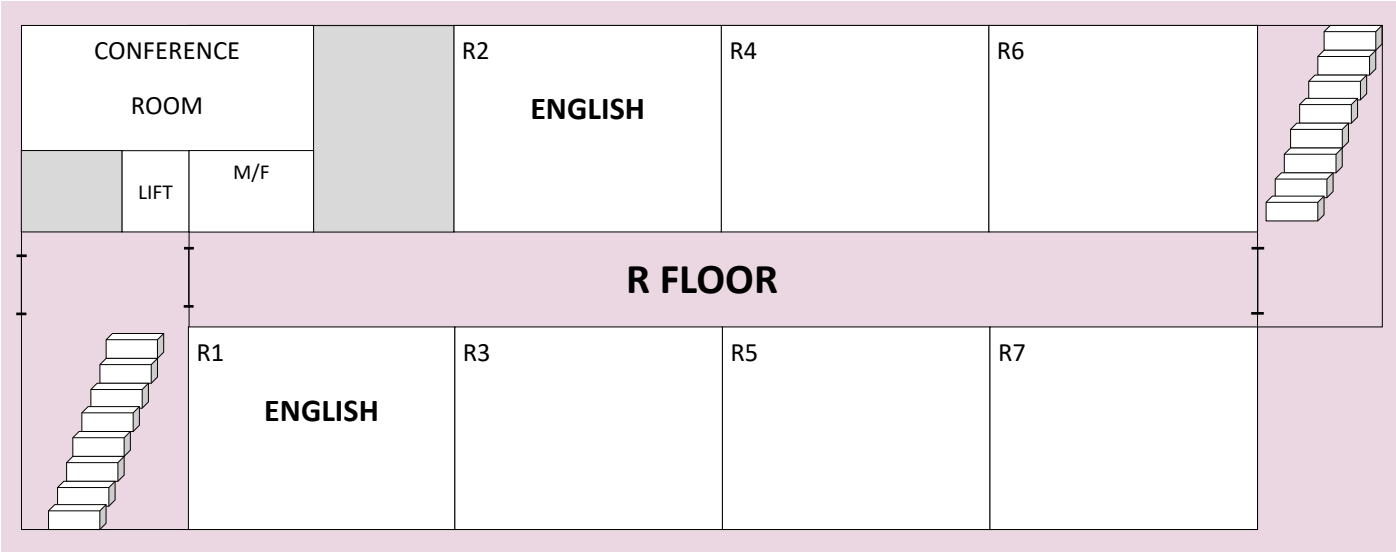 CONFERENCE
ROOM
LIFT
M/F
R2
ENGLISH
R4
R6
R FLOOR
R1
ENGLISH
R3
R5
R7